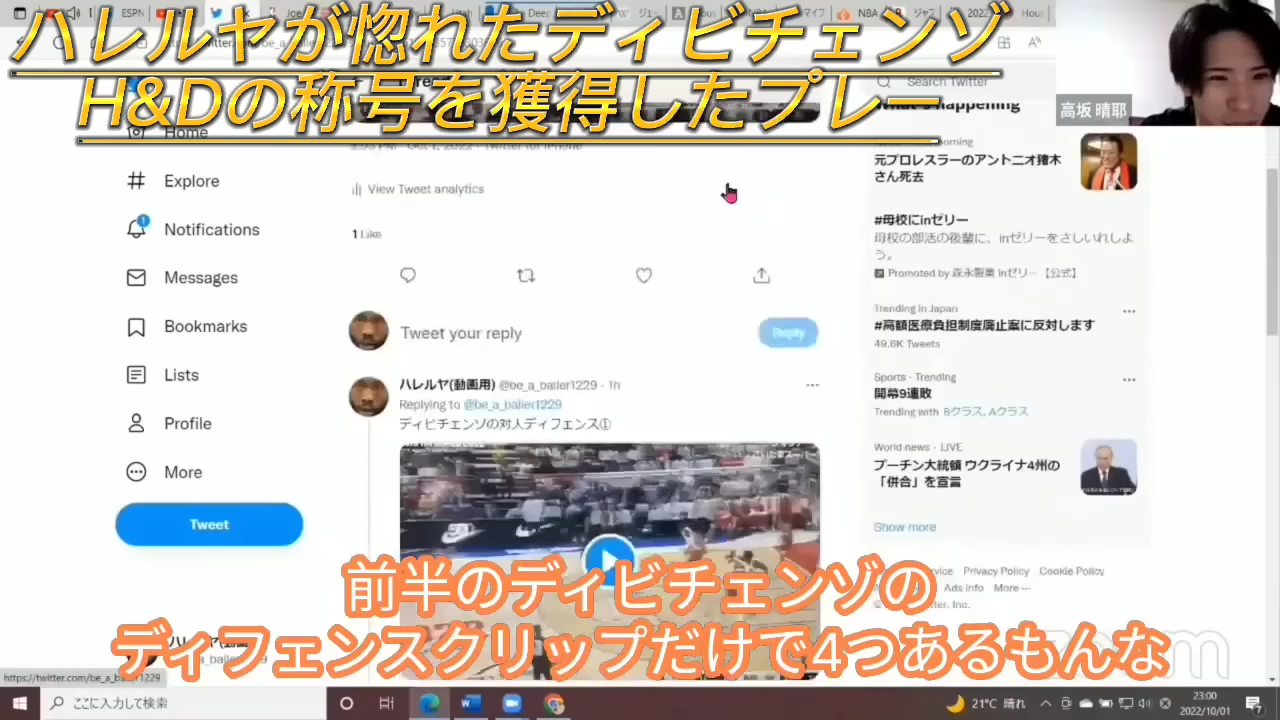 ハレルヤが惚れたディビチェンゾ
H&Dの称号を獲得したプレー
ESPN
NBA
Search Twitter
高坂 晴耶
Home
Explore
Notifications
1
Messages
Bookmarks
Lists
Profile
More
Tweet
View Tweet analytics
1 Like
Tweet your reply
Reply
ハレルヤ(動画用) @be_a_baller1229 · 1h
Replying to @be_a_baller1229
ディビチェンゾの対人ディフェンス①
元プロレスラーのアントニオ猪木
さん死去
#母校にinゼリー
母校の部活の後輩に、inゼリーをさしいれしよ
う。
Promoted by 森永製菓 inゼリー【公式】
Trending in Japan
#高額医療負担制度廃止案に反対します
49.6K Tweets
Sports · Trending
開幕9連敗
Trending with Bクラス, Aクラス
World news · LIVE
プーチン大統領 ウクライナ4州の
「併合」を宣言
Show more
Privacy Policy Cookie Policy
Ads info More ···
前半のディビチェンゾの
ディフェンスクリップだけで4つあるもんな
https://twitter.com/be_a_baller1229
ここに入力して検索
21°C 晴れ
23:00
2022/10/01
7